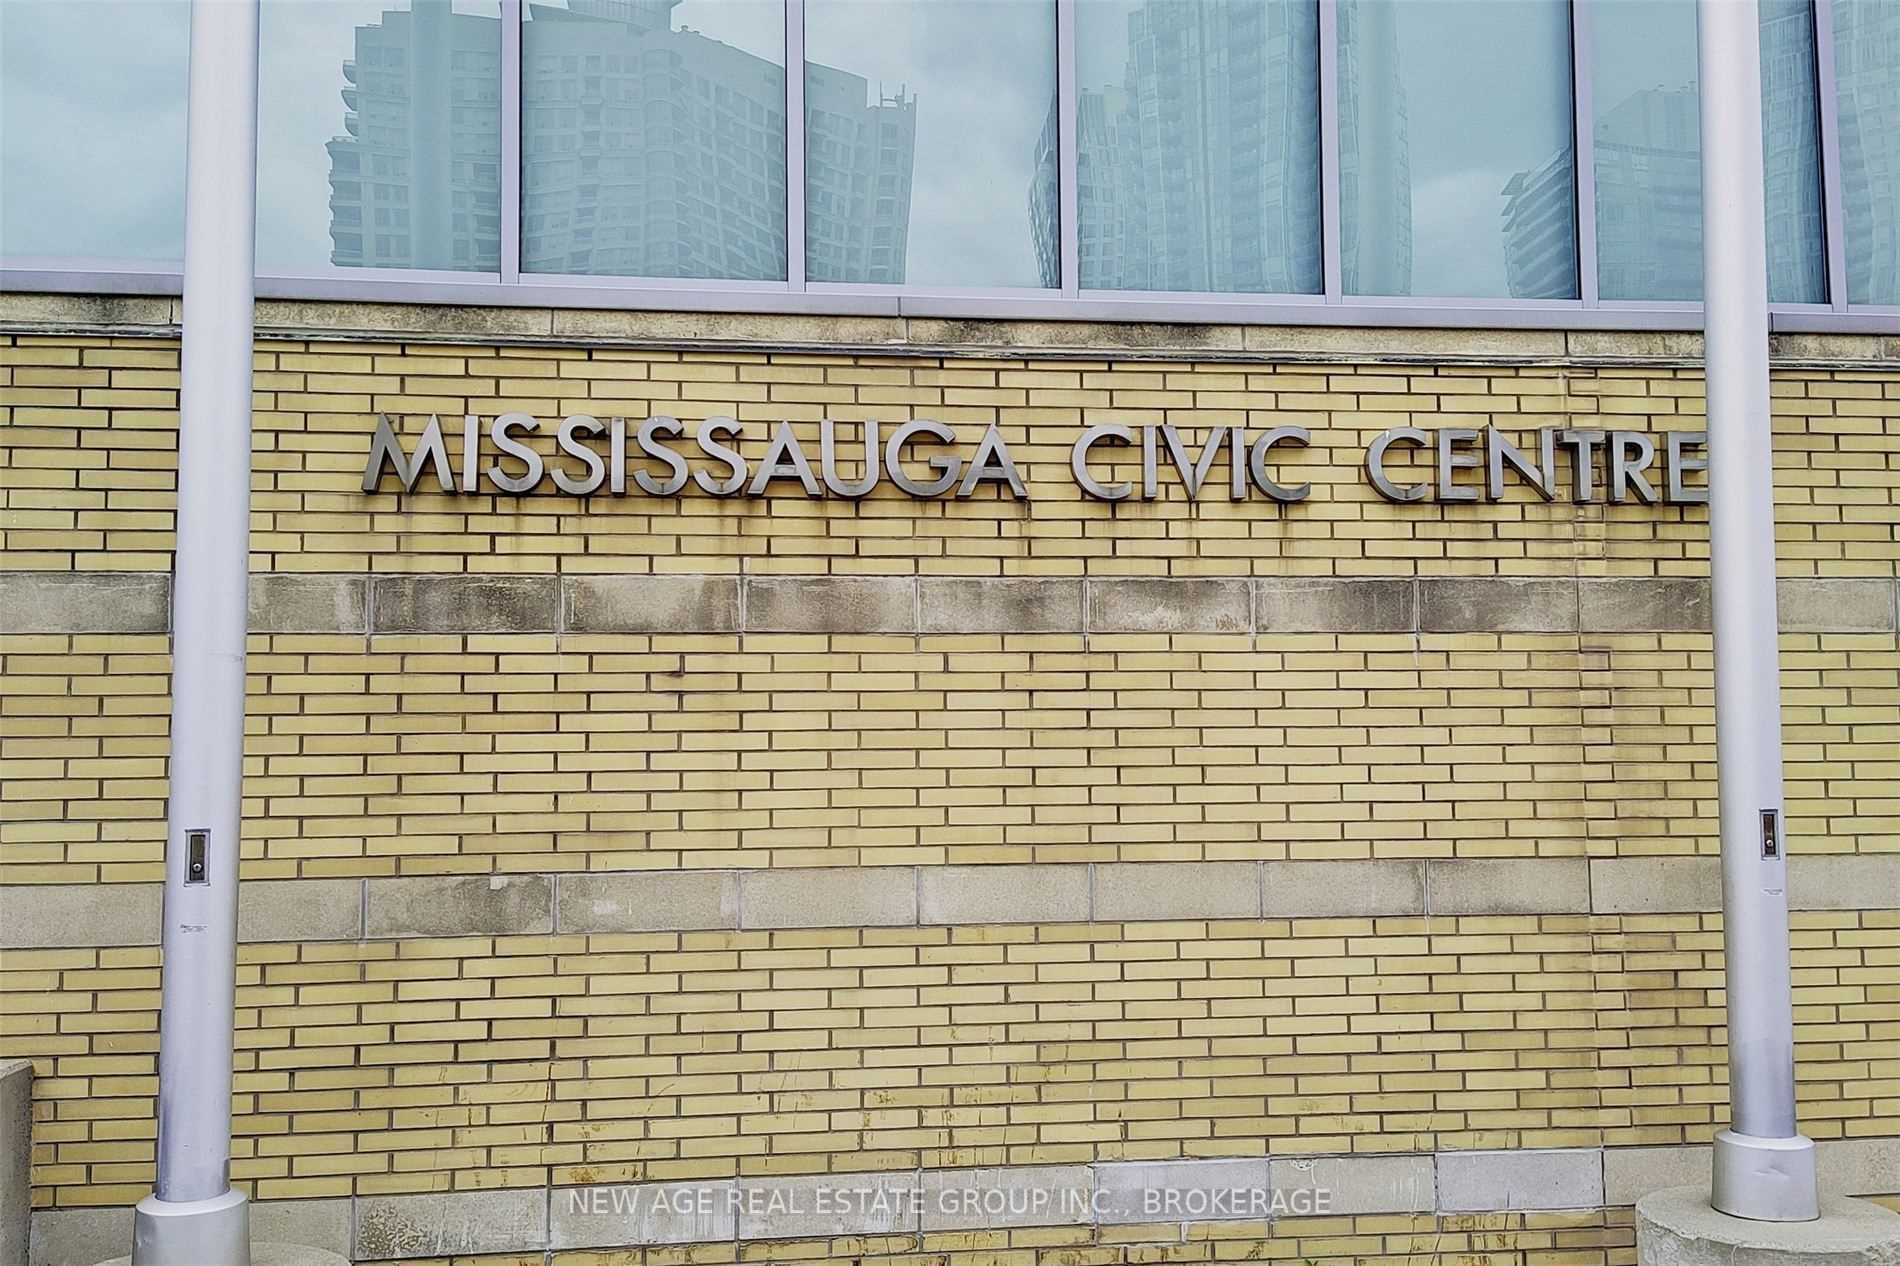 MISSISSAUGA CIVIC CENTRE
NEW AGE REAL ESTATE GROUP INC., BROKERAGE